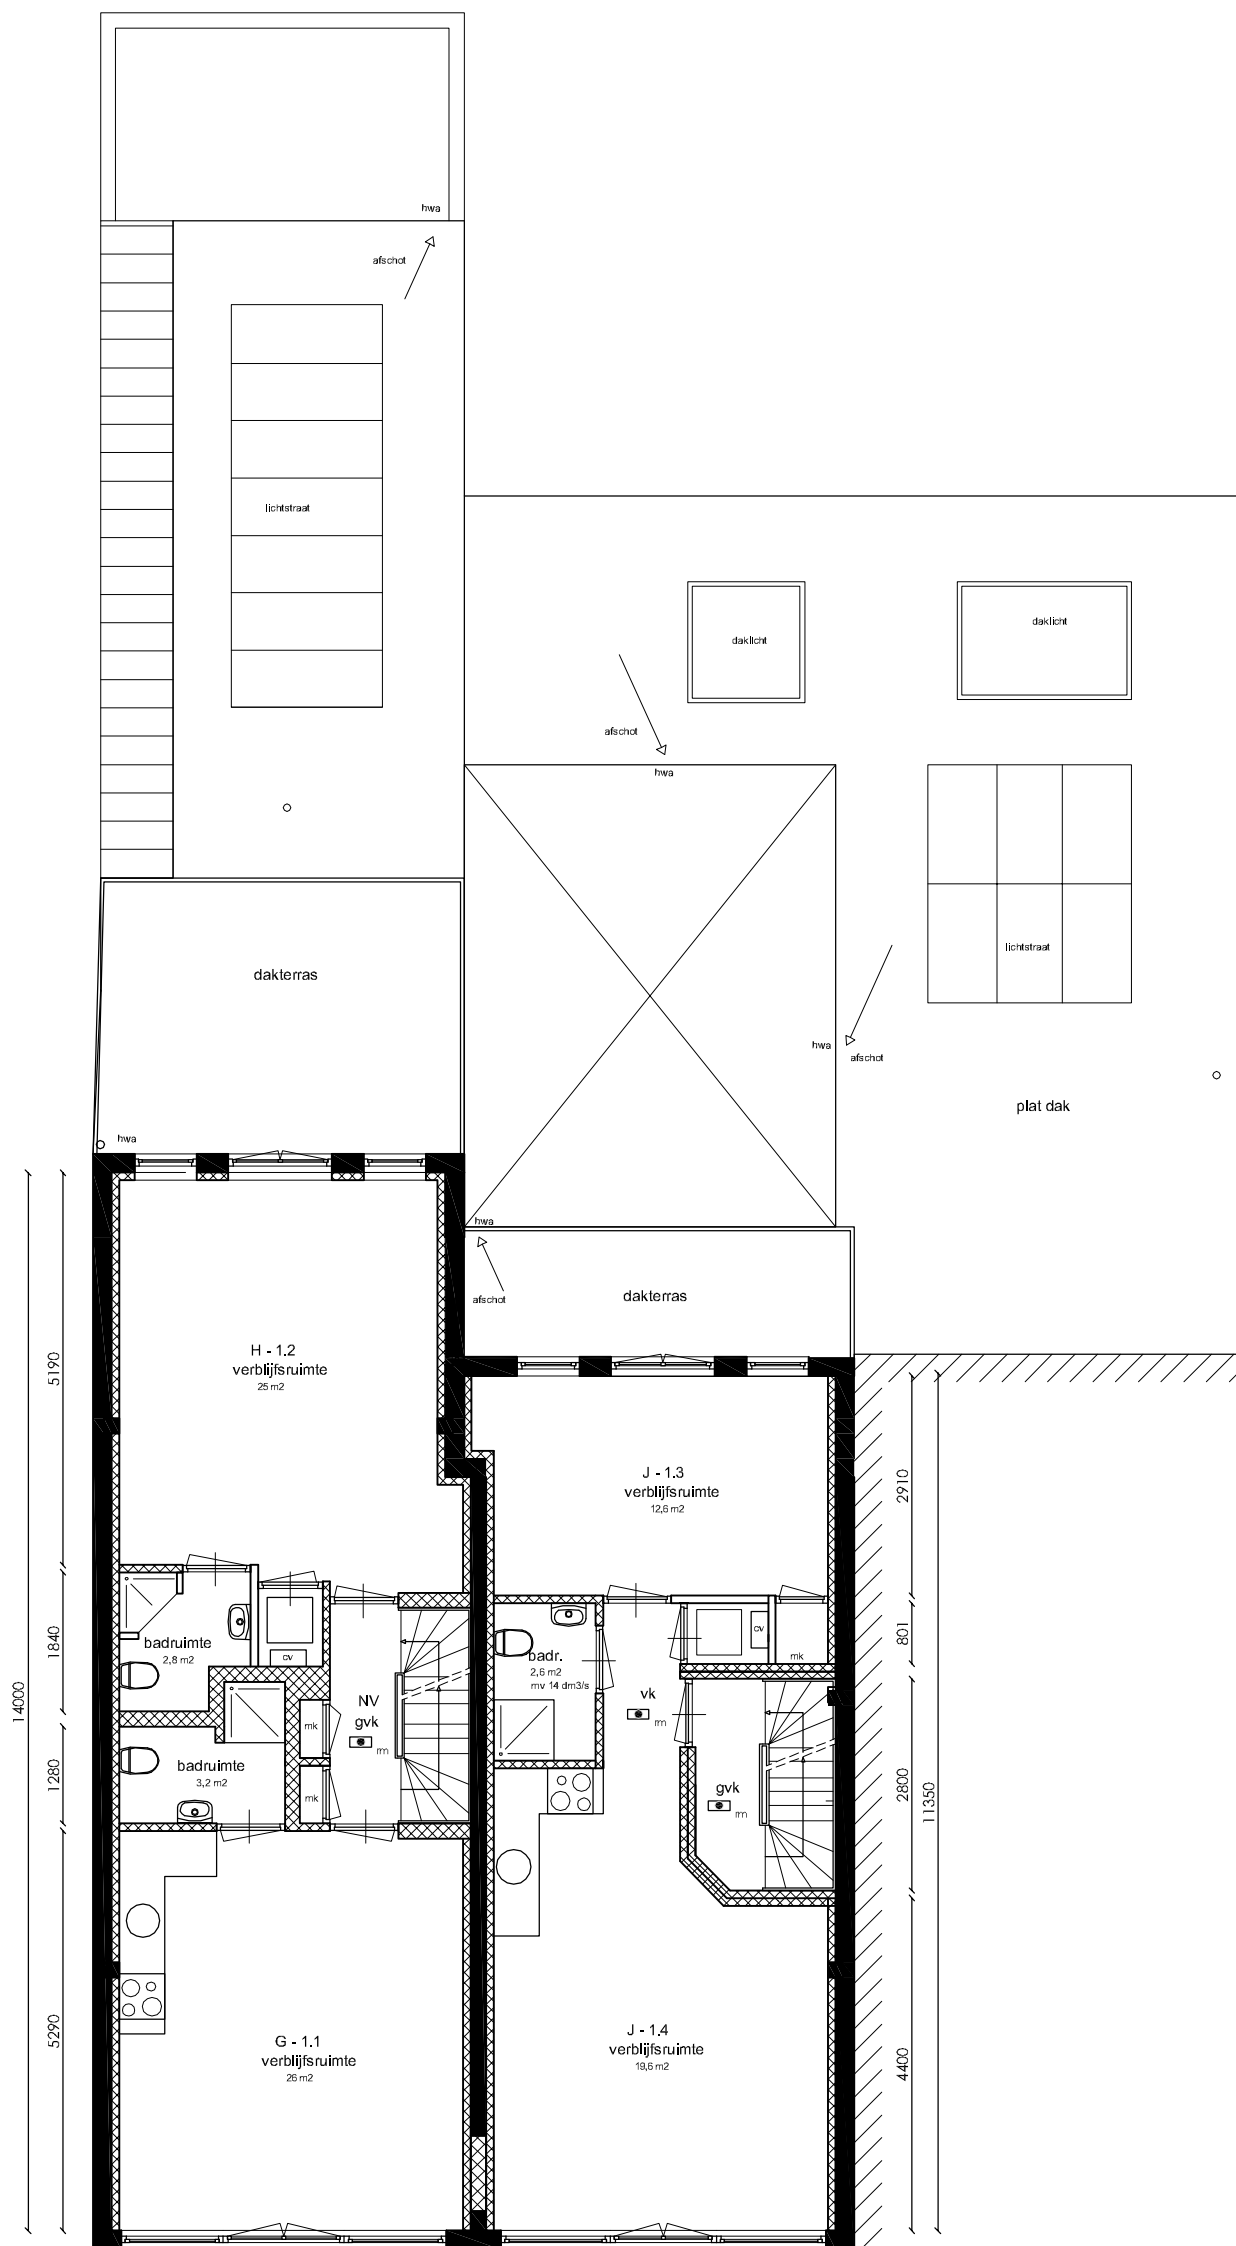 hwa
afschot
lichtstraat
daklicht
daklicht
afschot
hwa
lichtstraat
dakterras
hwa
afschot
plat dak
hwa
hwa
afschot
dakterras
H - 1.2
verblijfsruimte
25 m2
J - 1.3
verblijfsruimte
12,6 m2
5190
2910
14000
1840
badruimte
2,8 m2
cv
badr.
2,6 m2
mv 14 dm3/s
cv
mk
801
NV
gvk
mk
rm
vk
rm
1280
badruimte
3,2 m2
mk
gvk
rm
2800
11350
5290
G - 1.1
verblijfsruimte
26 m2
J - 1.4
verblijfsruimte
19,6 m2
4400